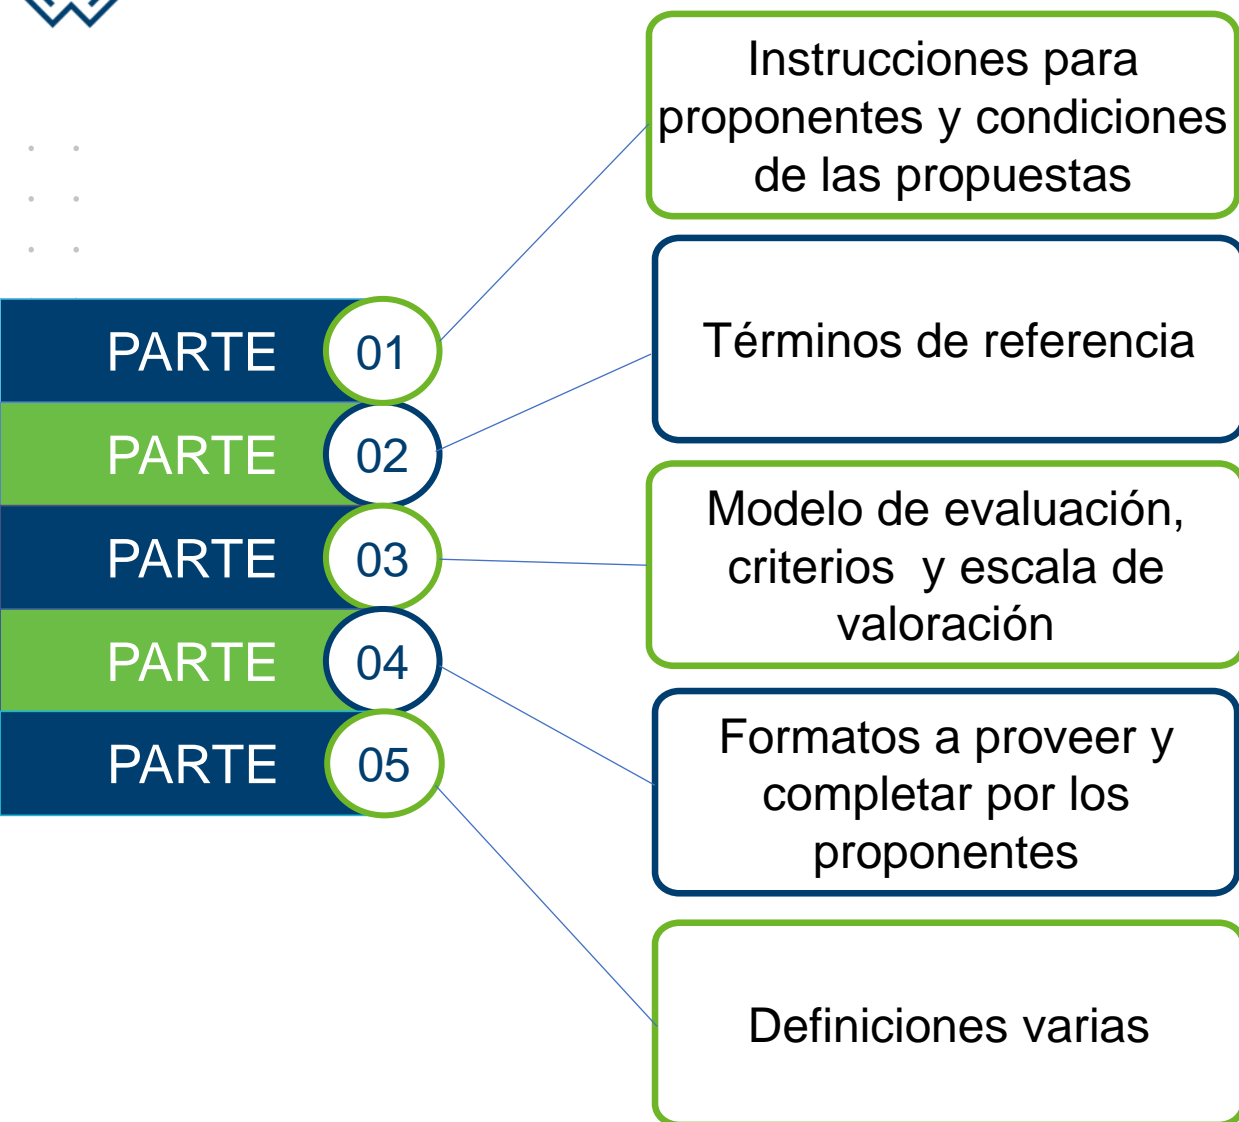 PARTE 01
Instrucciones para
proponentes y condiciones
de las propuestas
PARTE 02
Términos de referencia
PARTE 03
Modelo de evaluación,
criterios  y escala de
valoración
PARTE 04
Formatos a proveer y
completar por los
proponentes
PARTE 05
Definiciones varias